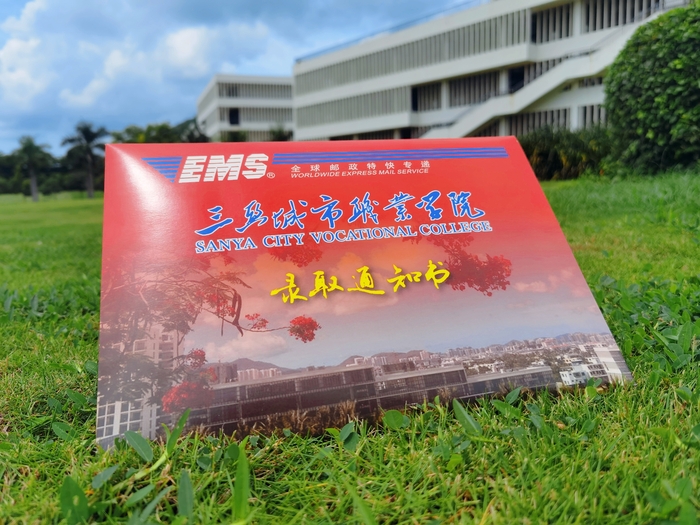 EMS® 全球邮政特快专递
WORLDWIDE EXPRESS MAIL SERVICE
三亚城市职业学院
SANYA CITY VOCATIONAL COLLEGE
录取通知书